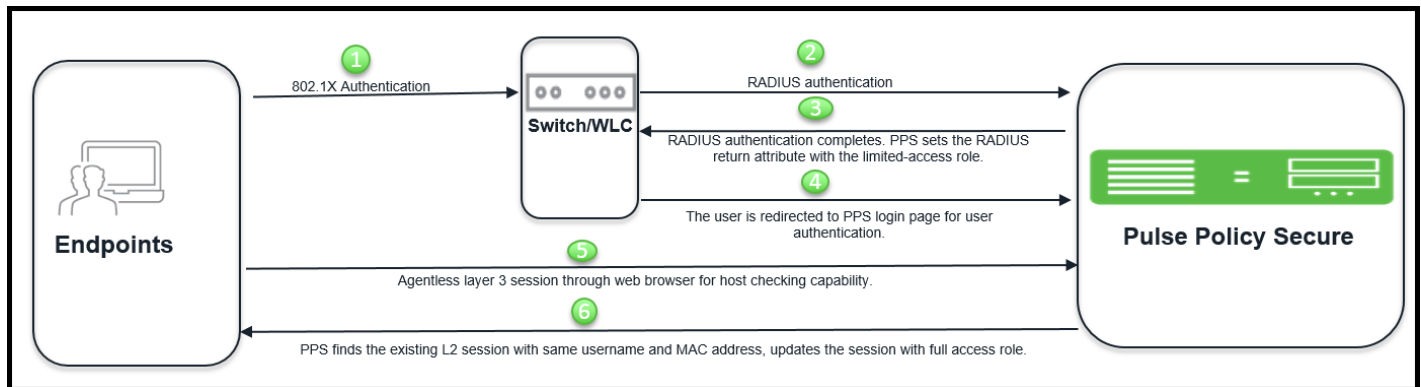 1
802.1X Authentication
2
RADIUS authentication
3
RADIUS authentication completes. PPS sets the RADIUS
return attribute with the limited-access role.
Switch/WLC
4
The user is redirected to PPS login page for user
authentication.
Endpoints
Pulse Policy Secure
5
Agentless layer 3 session through web browser for host checking capability.
6
PPS finds the existing L2 session with same username and MAC address, updates the session with full access role.